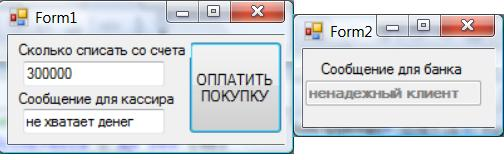 Form1
Сколько списать со счета
300000
Сообщение для кассира
не хватает денег
ОПЛАТИТЬ
ПОКУПКУ
Form2
Сообщение для банка
ненадежный клиент